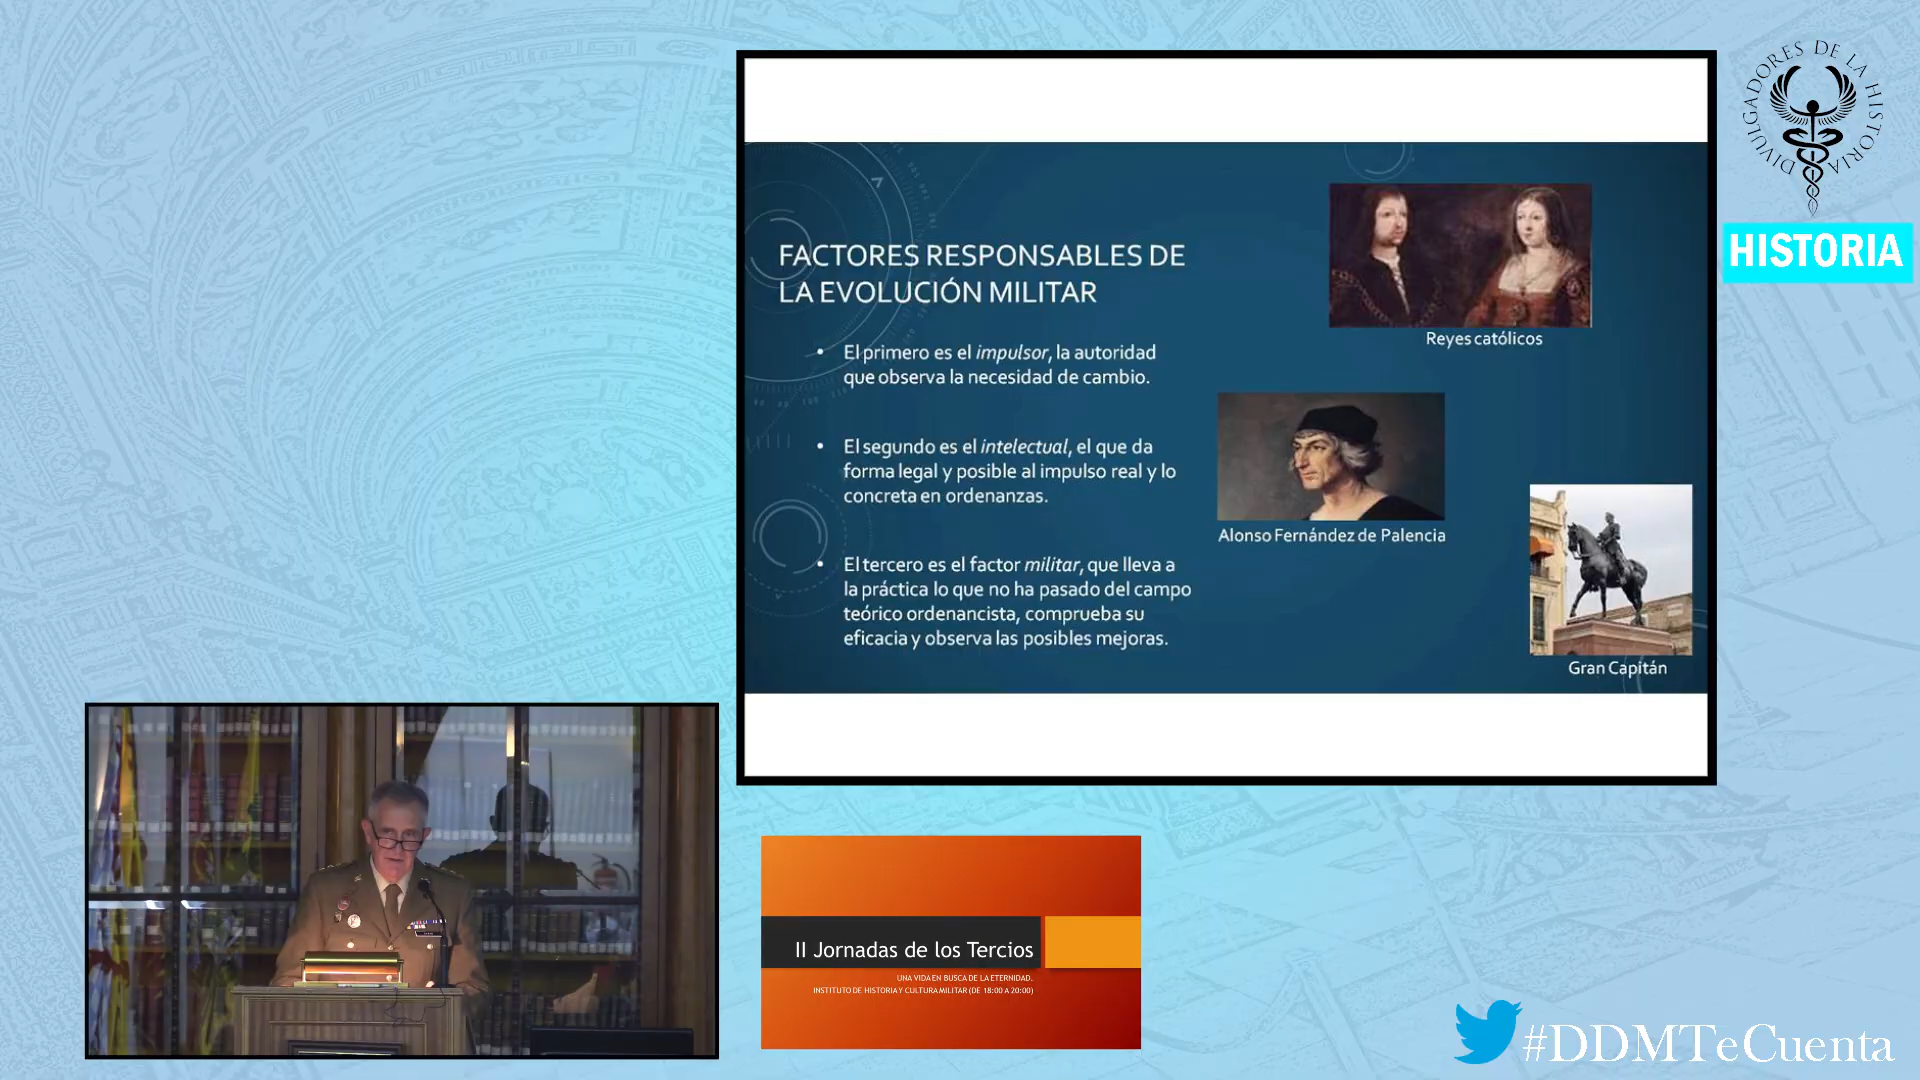 DIVULGADORES DE LA HISTORIA
HISTORIA
FACTORES RESPONSABLES DE
LA EVOLUCIÓN MILITAR
• El primero es el impulsor, la autoridad
que observa la necesidad de cambio.
• El segundo es el intelectual, el que da
forma legal y posible al impulso real y lo
concreta en ordenanzas.
• El tercero es el factor militar, que lleva a
la práctica lo que no ha pasado del campo
teórico ordenancista, comprueba su
eficacia y observa las posibles mejoras.
Reyes católicos
Alonso Fernández de Palencia
Gran Capitán
II Jornadas de los Tercios
UNA VIDA EN BUSCA DE LA ETERNIDAD.
INSTITUTO DE HISTORIA Y CULTURA MILITAR (DE 18:00 A 20:00)
#DDMTeCuenta